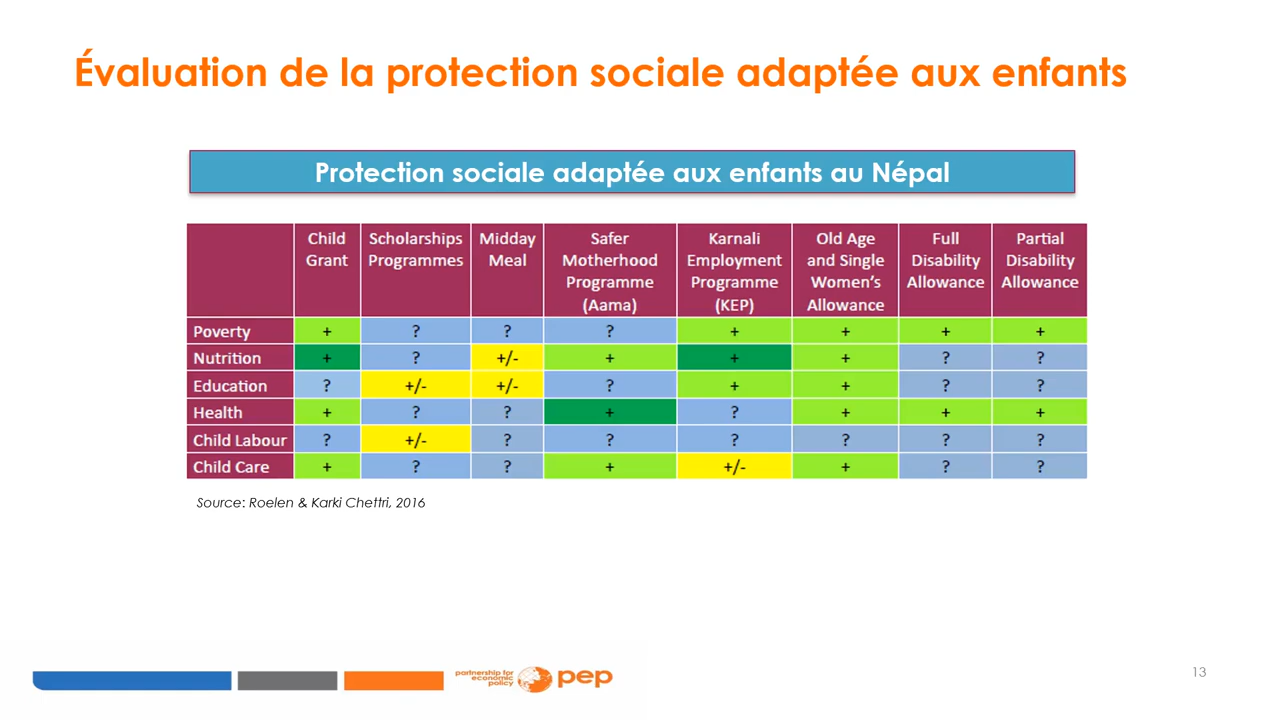 Évaluation de la protection sociale adaptée aux enfants
Protection sociale adaptée aux enfants au Népal
Child Grant Scholarships Programmes Midday Meal Safer Motherhood Programme (Aama) Karnali Employment Programme (KEP) Old Age and Single Women's Allowance Full Disability Allowance Partial Disability Allowance
Poverty + ? ? ? + + + +
Nutrition + ? +/- + + + ? ?
Education ? +/- +/- ? + + ? ?
Health + ? ? + ? + + +
Child Labour ? +/- ? ? ? ? ? ?
Child Care + ? ? + +/- + ? ?
Source: Roelen & Karki Chettri, 2016
partnership for
economic
policy
pep
13